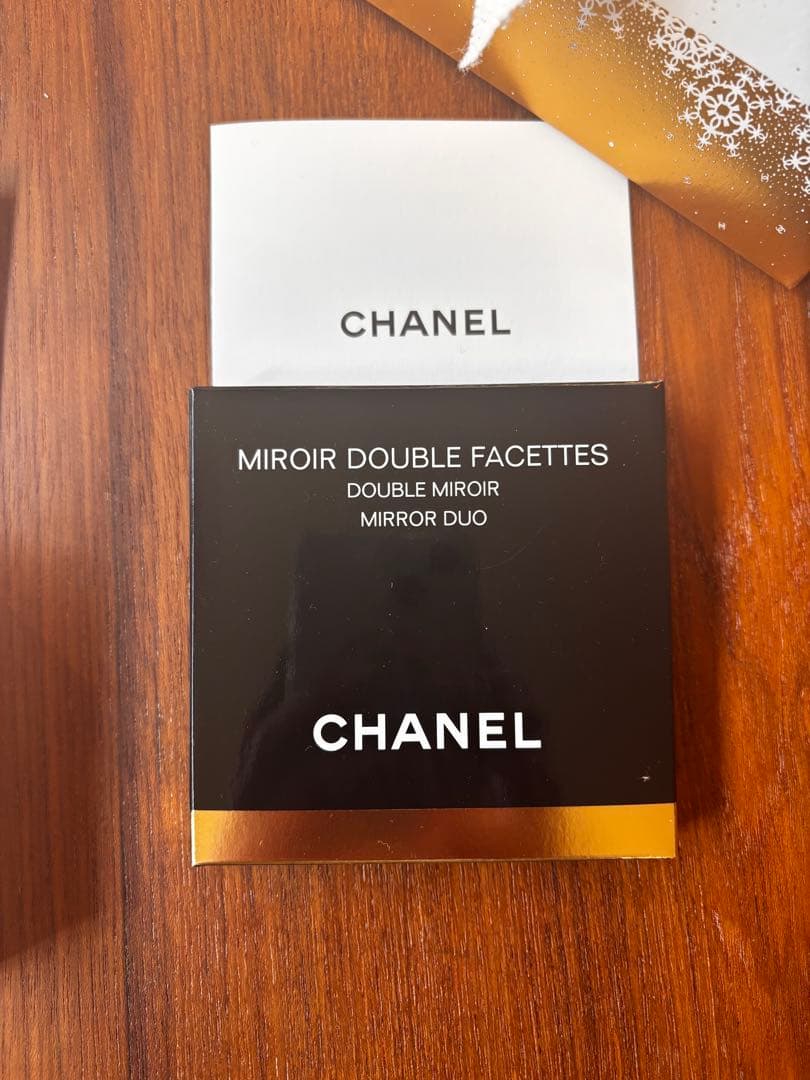 CHANEL
MIROIR DOUBLE FACETTES
DOUBLE MIROIR
MIRROR DUO
CHANEL